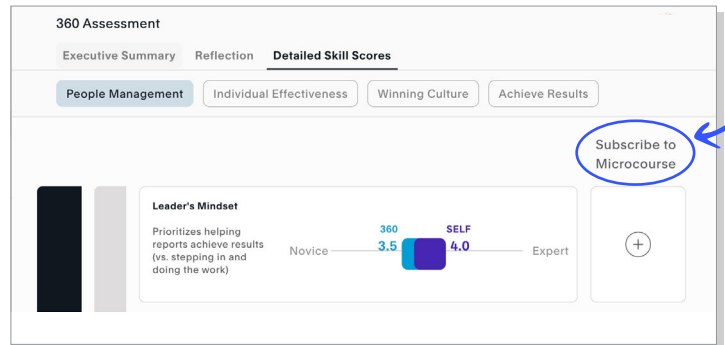 360 Assessment
Executive Summary Reflection Detailed Skill Scores
People Management Individual Effectiveness Winning Culture Achieve Results
Subscribe to
Microcourse
Leader's Mindset
Prioritizes helping
reports achieve results
(vs. stepping in and
doing the work)
Novice
360
3.5
SELF
4.0
Expert